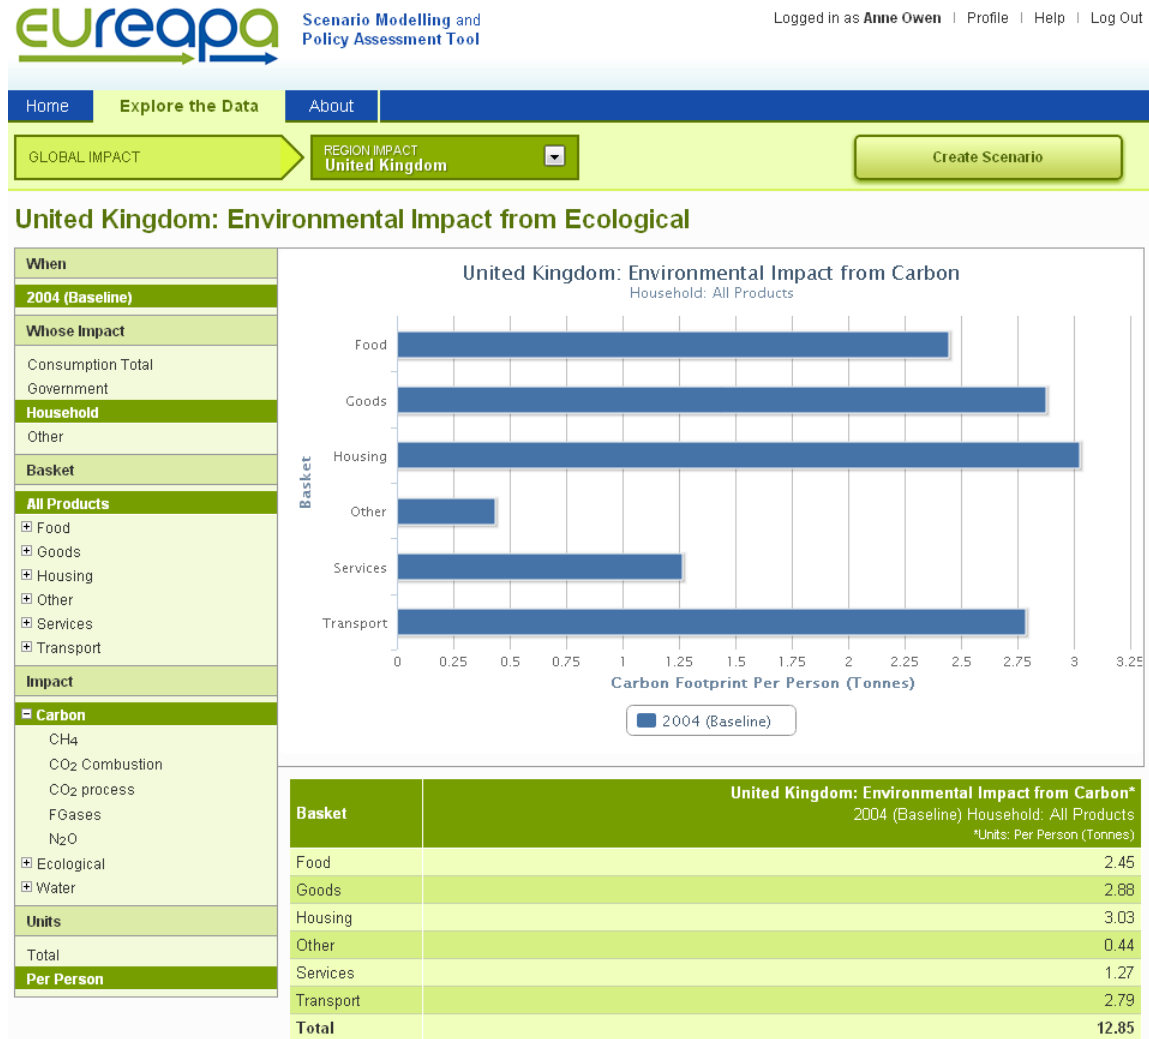 eureapa
Scenario Modelling and
Policy Assessment Tool
Logged in as Anne Owen | Profile | Help | Log Out
Home
Explore the Data
About
GLOBAL IMPACT
REGION IMPACT
United Kingdom
Create Scenario
United Kingdom: Environmental Impact from Ecological
When
2004 (Baseline)
Whose Impact
Consumption Total
Government
Household
Other
Basket
All Products
Food
Goods
Housing
Other
Services
Transport
Impact
Carbon
CH4
CO2 Combustion
CO2 process
FGases
N2O
Ecological
Water
Units
Total
Per Person
United Kingdom: Environmental Impact from Carbon
Household: All Products
Basket
Food
Goods
Housing
Other
Services
Transport
0 0.25 0.5 0.75 1 1.25 1.5 1.75 2 2.25 2.5 2.75 3 3.25
Carbon Footprint Per Person (Tonnes)
2004 (Baseline)
Basket
United Kingdom: Environmental Impact from Carbon*
2004 (Baseline) Household: All Products
*Units: Per Person (Tonnes)
Food 2.45
Goods 2.88
Housing 3.03
Other 0.44
Services 1.27
Transport 2.79
Total 12.85